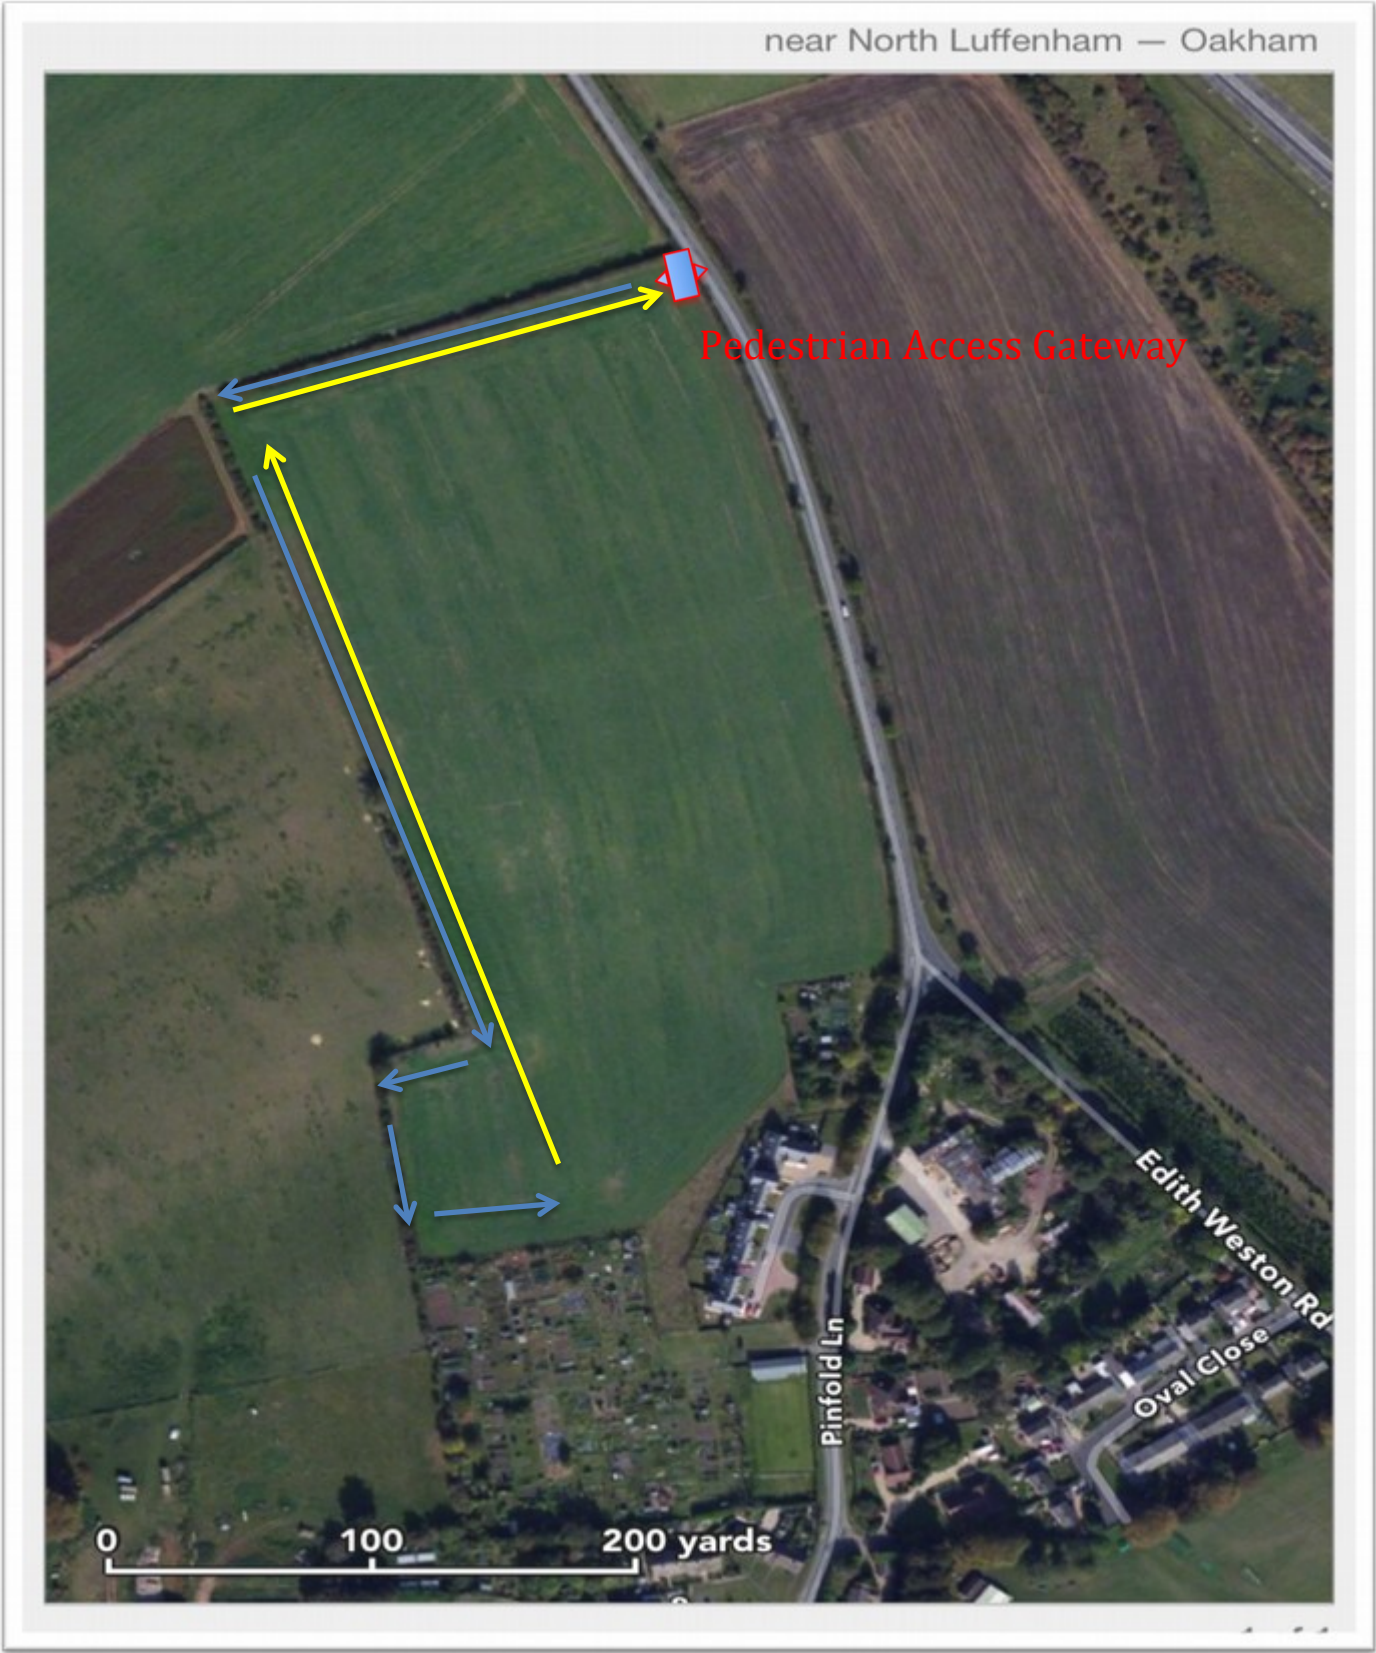 near North Luffenham — Oakham
Pedestrian Access Gateway
Edith Weston Rd
Oval Close
Pinfold Ln
0 100 200 yards